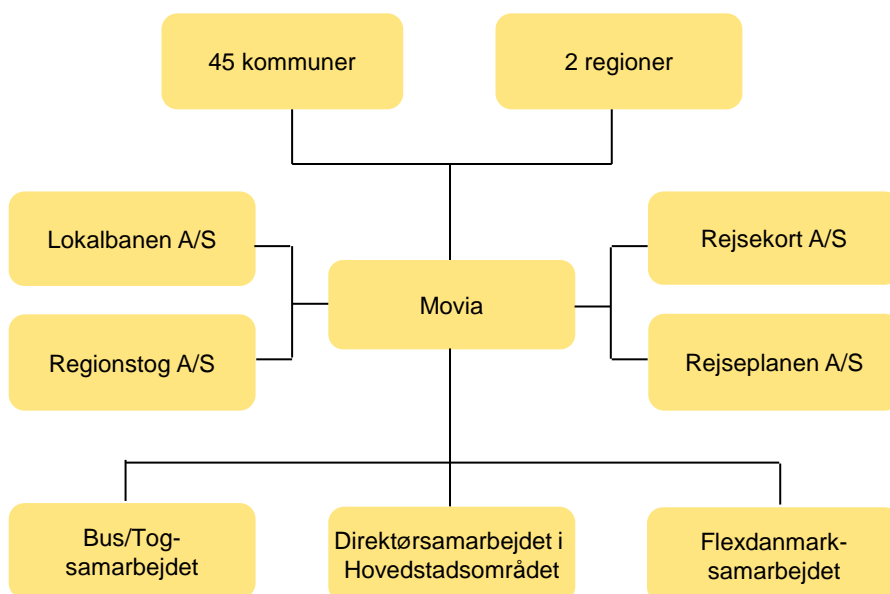 45 kommuner
2 regioner
Lokalbanen A/S
Rejsekort A/S
Movia
Regionstog A/S
Rejseplanen A/S
Bus/Tog-
samarbejdet
Direktørsamarbejdet i
Hovedstadsområdet
Flexdanmark-
samarbejdet